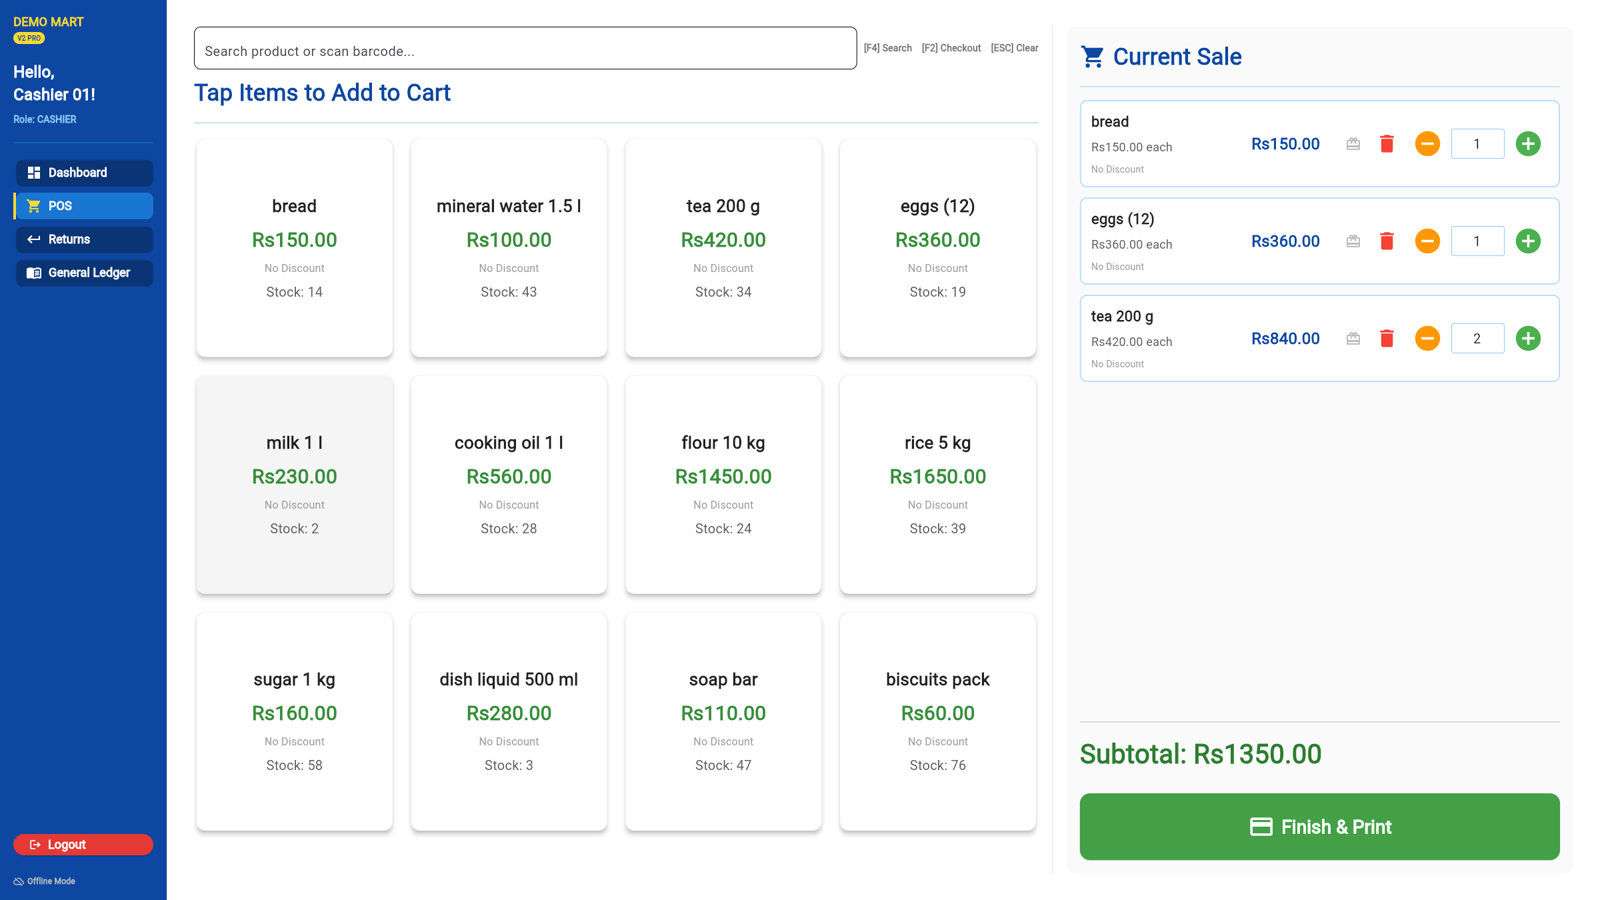 DEMO MART
V2 PRO
Hello,
Cashier 01!
Role: CASHIER
Dashboard
POS
Returns
General Ledger
Logout
Offline Mode
Search product or scan barcode...
[F4] Search [F2] Checkout [ESC] Clear
Tap Items to Add to Cart
bread
Rs150.00
No Discount
Stock: 14
mineral water 1.5 l
Rs100.00
No Discount
Stock: 43
tea 200 g
Rs420.00
No Discount
Stock: 34
eggs (12)
Rs360.00
No Discount
Stock: 19
milk 1 l
Rs230.00
No Discount
Stock: 2
cooking oil 1 l
Rs560.00
No Discount
Stock: 28
flour 10 kg
Rs1450.00
No Discount
Stock: 24
rice 5 kg
Rs1650.00
No Discount
Stock: 39
sugar 1 kg
Rs160.00
No Discount
Stock: 58
dish liquid 500 ml
Rs280.00
No Discount
Stock: 3
soap bar
Rs110.00
No Discount
Stock: 47
biscuits pack
Rs60.00
No Discount
Stock: 76
Current Sale
bread
Rs150.00 each
No Discount
Rs150.00
1
eggs (12)
Rs360.00 each
No Discount
Rs360.00
1
tea 200 g
Rs420.00 each
No Discount
Rs840.00
2
Subtotal: Rs1350.00
Finish & Print